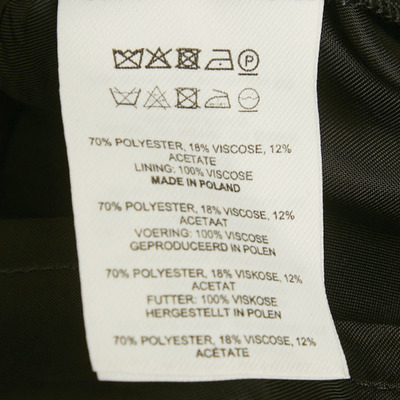 P
70% POLYESTER, 18% VISCOSE, 12%
ACETATE
LINING: 100% VISCOSE
MADE IN POLAND
70% POLYESTER, 18% VISCOSE, 12%
ACETAAT
VOERING: 100% VISCOSE
GEPRODUCEERD IN POLEN
70% POLYESTER, 18% VISKOSE, 12%
ACETAT
FUTTER: 100% VISKOSE
HERGESTELLT IN POLEN
70% POLYESTER, 18% VISCOSE, 12%
ACÉTATE